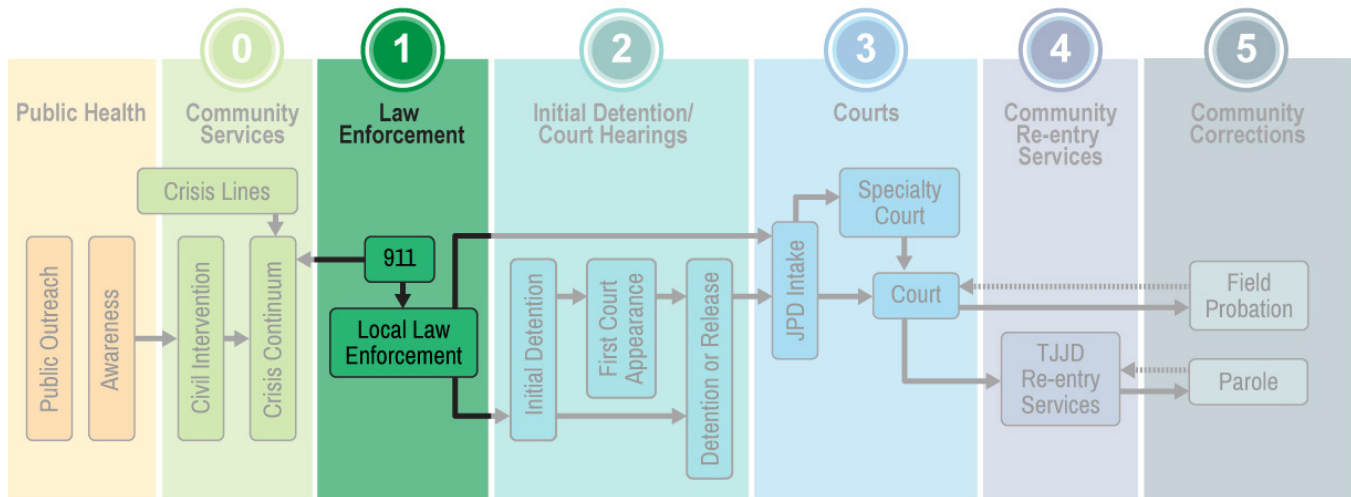 0
1
2
3
4
5
Public Health
Community
Services
Law
Enforcement
Initial Detention/
Court Hearings
Courts
Community
Re-entry
Services
Community
Corrections
Crisis Lines
Public Outreach
Awareness
Civil Intervention
Crisis Continuum
911
Local Law
Enforcement
Initial Detention
First Court
Appearance
Detention or Release
JPD Intake
Specialty
Court
Court
TJJD
Re-entry
Services
Field
Probation
Parole